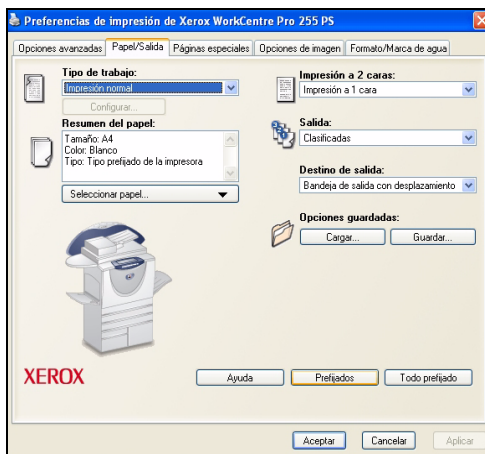 Preferencias de impresión de Xerox WorkCentre Pro 255 PS
Opciones avanzadas
Papel/Salida
Páginas especiales
Opciones de imagen
Formato/Marca de agua
Tipo de trabajo:
Impresión normal
Configurar...
Resumen del papel:
Tamaño: A4
Color: Blanco
Tipo: Tipo prefijado de la impresora
Seleccionar papel...
Impresión a 2 caras:
Impresión a 1 cara
Salida:
Clasificadas
Destino de salida:
Bandeja de salida con desplazamiento
Opciones guardadas:
Cargar...
Guardar...
XEROX
Ayuda
Prefijados
Todo prefijado
Aceptar
Cancelar
Aplicar